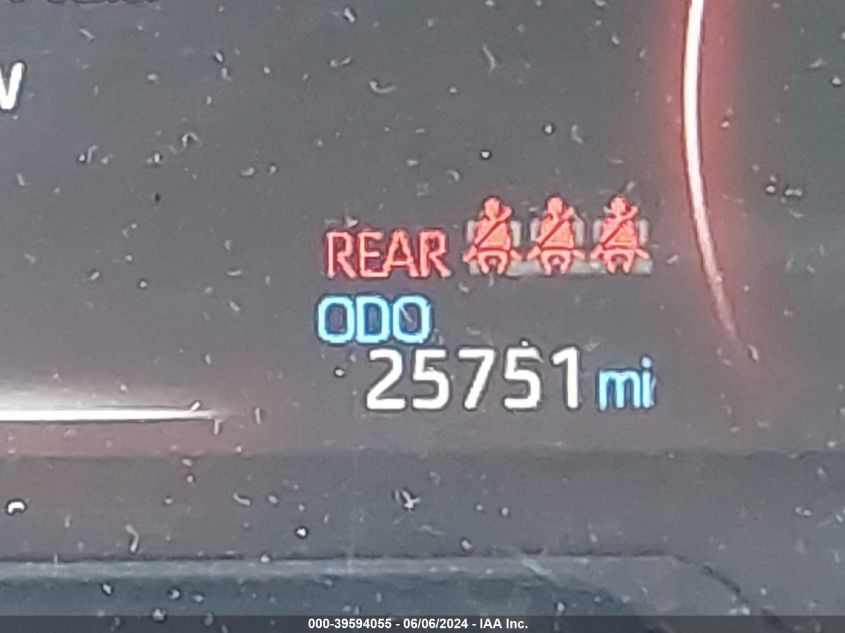 REAR
ODO
25751 mi
000-39594055 - 06/06/2024 - IAA Inc.